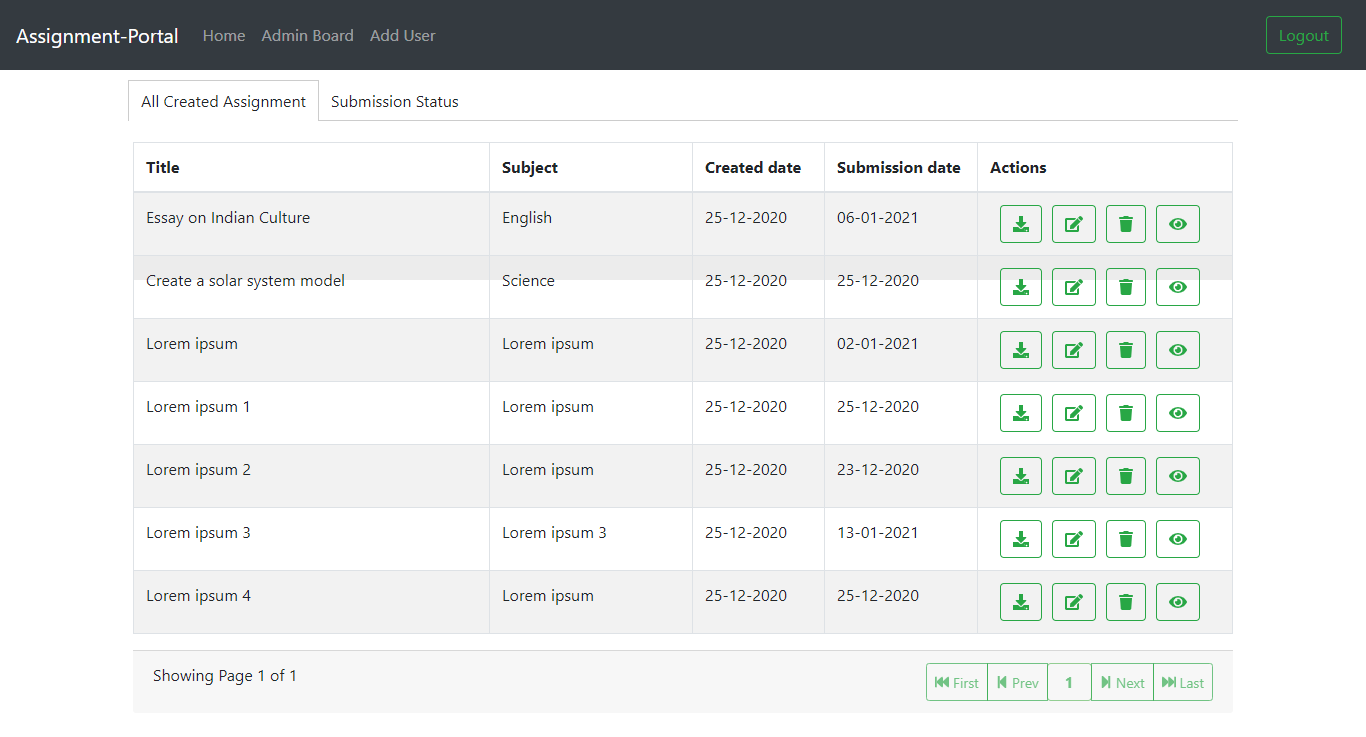 Assignment-Portal Home Admin Board Add User Logout
All Created Assignment Submission Status
Title Subject Created date Submission date Actions
Essay on Indian Culture English 25-12-2020 06-01-2021
Create a solar system model Science 25-12-2020 25-12-2020
Lorem ipsum Lorem ipsum 25-12-2020 02-01-2021
Lorem ipsum 1 Lorem ipsum 25-12-2020 25-12-2020
Lorem ipsum 2 Lorem ipsum 25-12-2020 23-12-2020
Lorem ipsum 3 Lorem ipsum 3 25-12-2020 13-01-2021
Lorem ipsum 4 Lorem ipsum 25-12-2020 25-12-2020
Showing Page 1 of 1 First Prev 1 Next Last